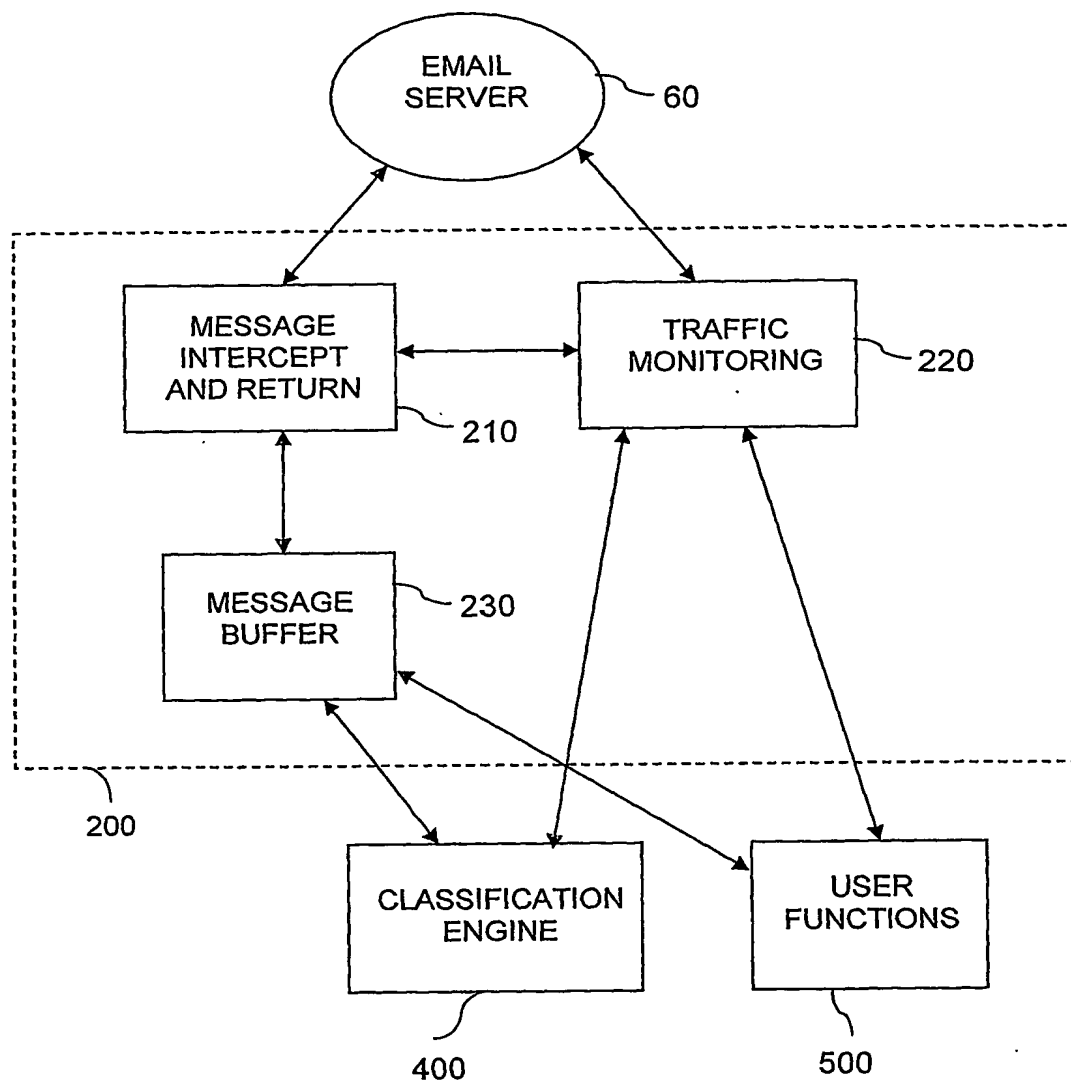 EMAIL
SERVER
60
MESSAGE
INTERCEPT
AND RETURN
210
TRAFFIC
MONITORING
220
MESSAGE
BUFFER
230
200
CLASSIFICATION
ENGINE
400
USER
FUNCTIONS
500